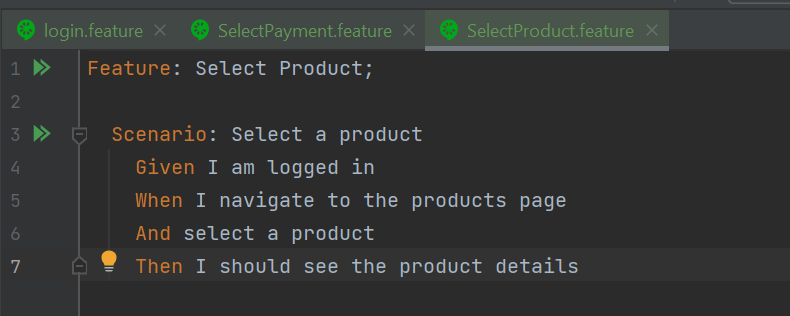 login.feature SelectPayment.feature SelectProduct.feature
1 Feature: Select Product;
2
3 Scenario: Select a product
4 Given I am logged in
5 When I navigate to the products page
6 And select a product
7 Then I should see the product details